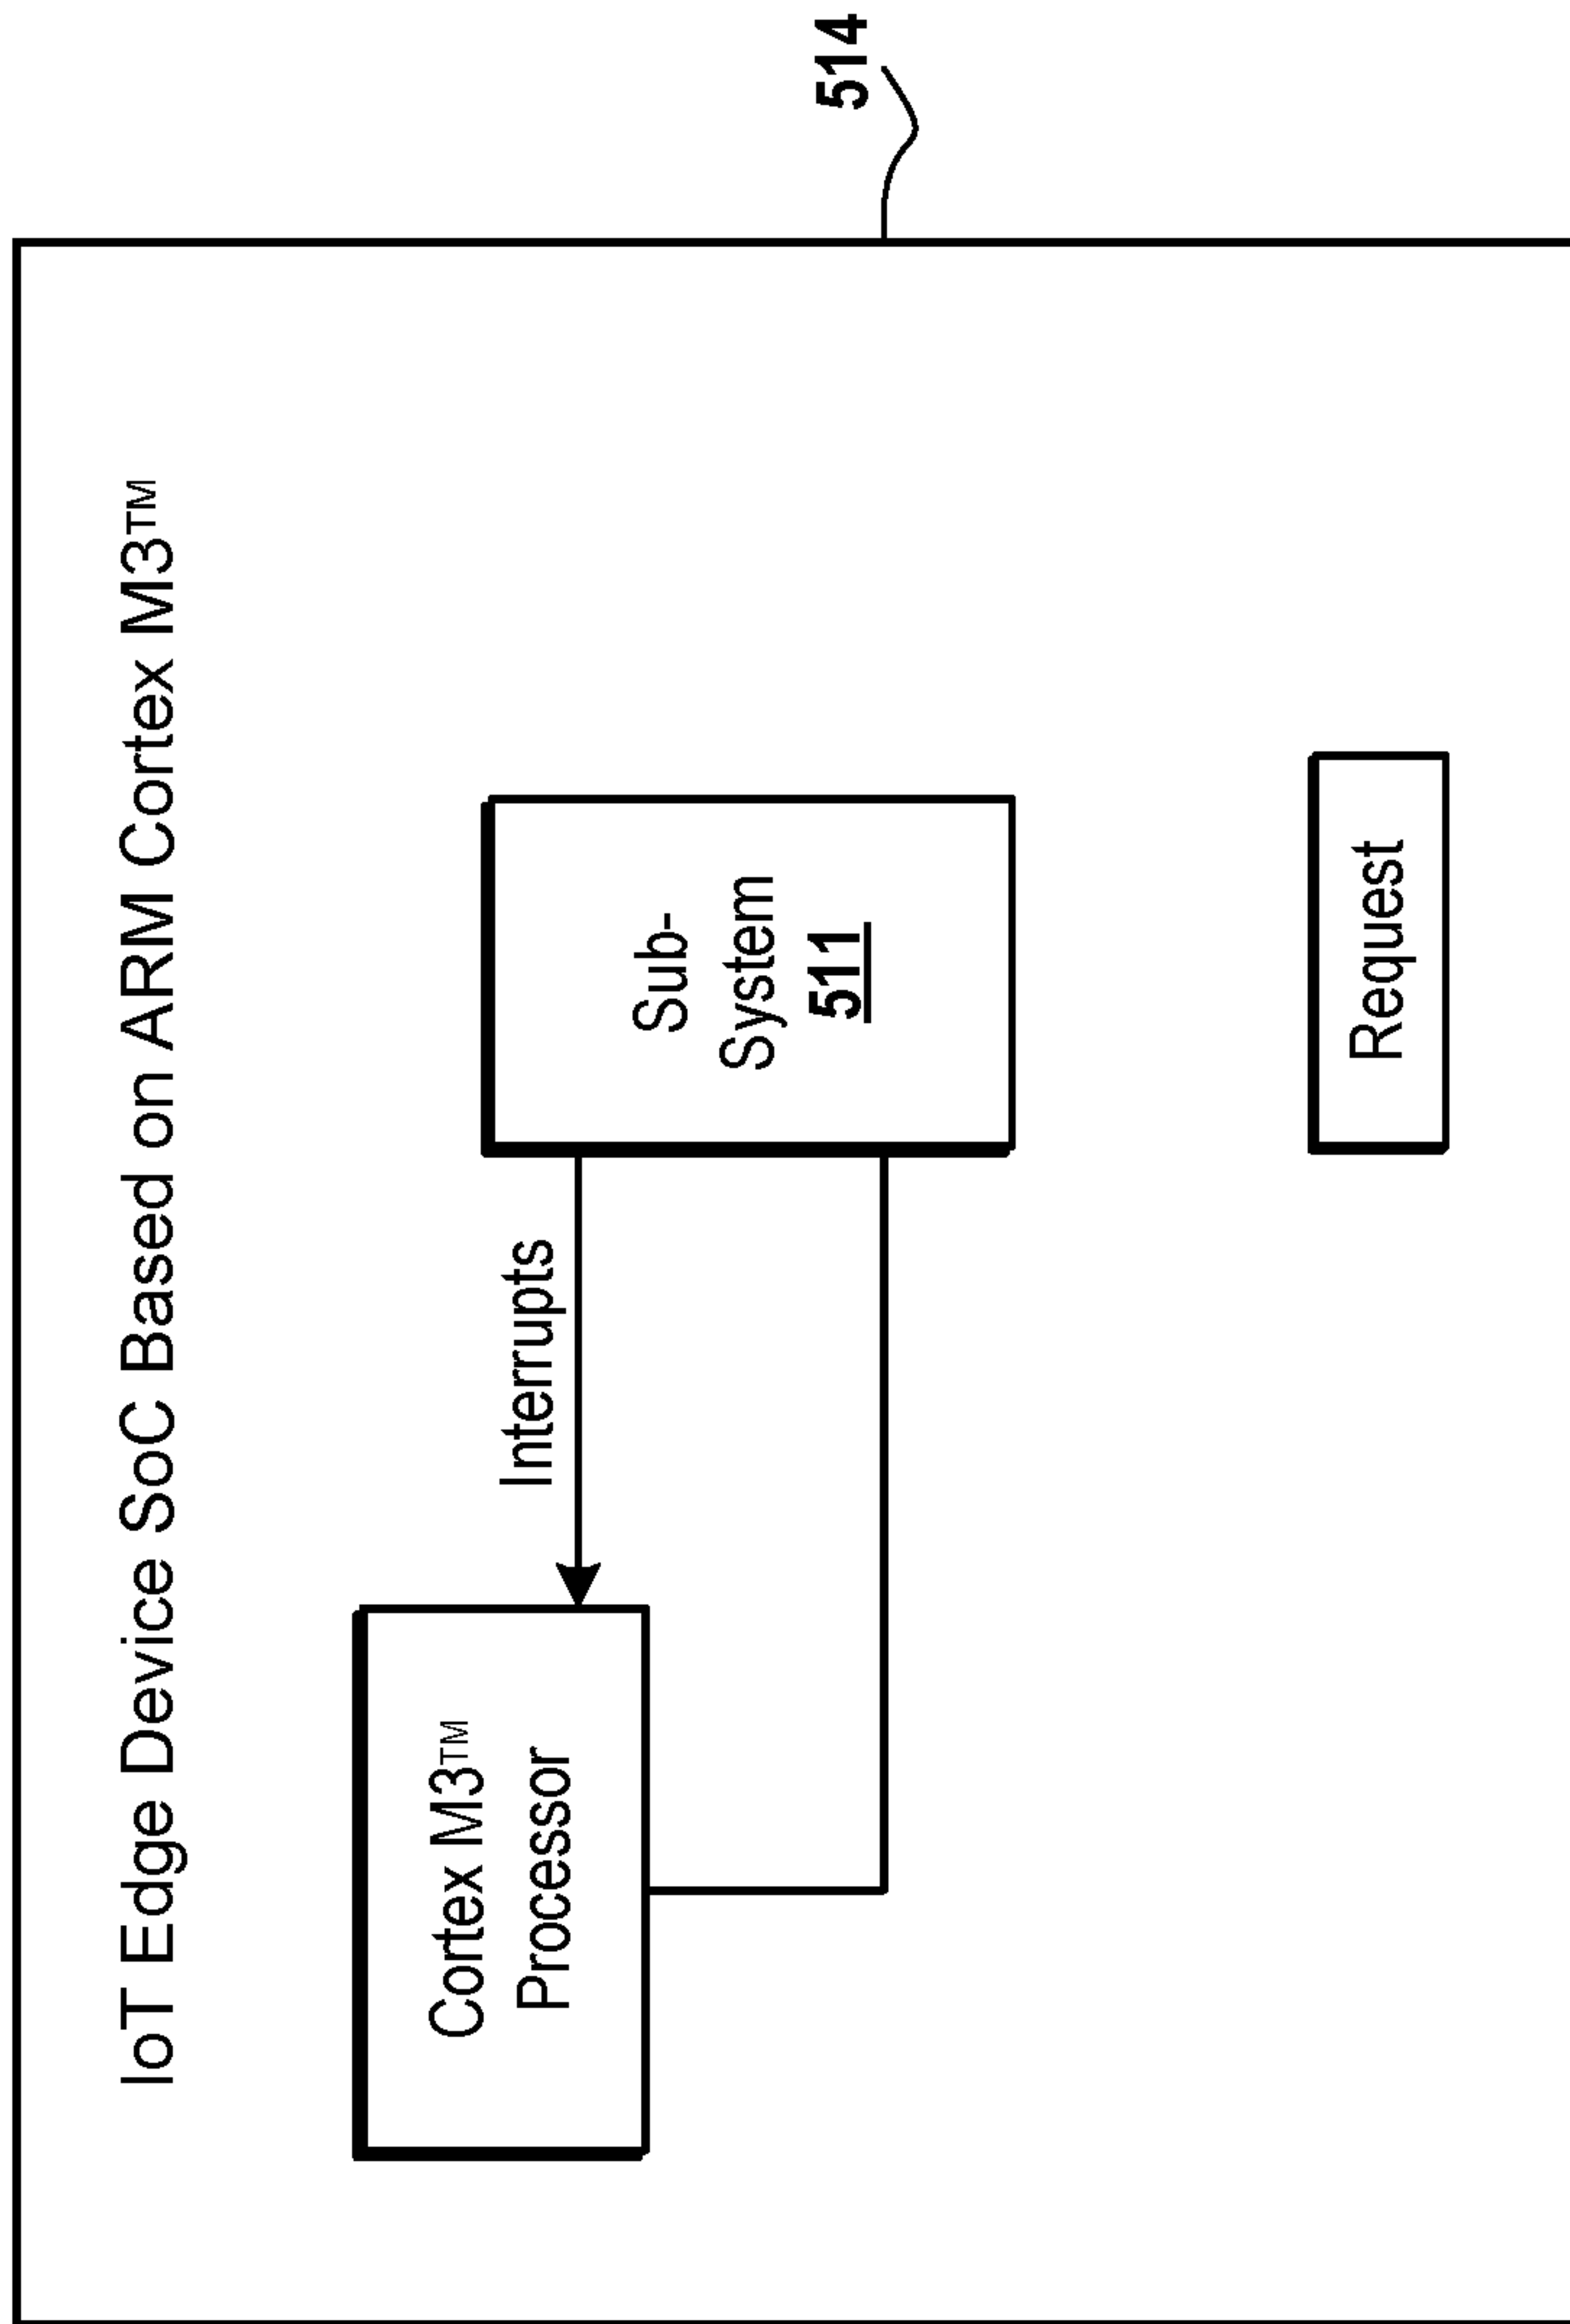 IoT Edge Device SoC Based on ARM Cortex M3™
514
Cortex M3™
Processor
Interrupts
Sub-
System
511
Request